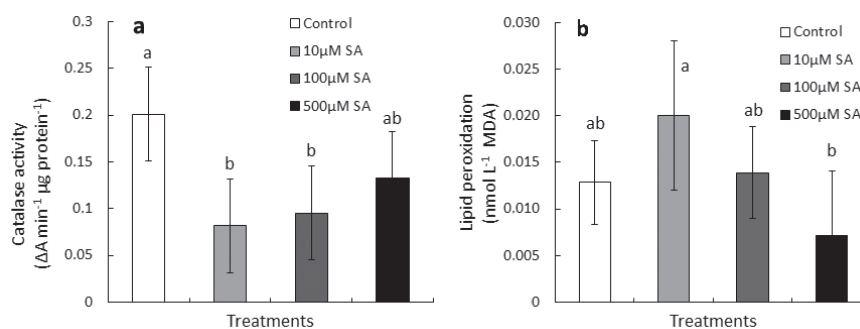 a
Control
10μM SA
100μM SA
500μM SA
a
b
b
ab
0.3
0.25
0.2
0.15
0.1
0.05
0
Catalase activity
(ΔA min⁻¹ μg protein⁻¹)
Treatments
b
Control
10μM SA
100μM SA
500μM SA
ab
a
ab
b
0.030
0.025
0.020
0.015
0.010
0.005
0.000
Lipid peroxidation
(nmol L⁻¹ MDA)
Treatments